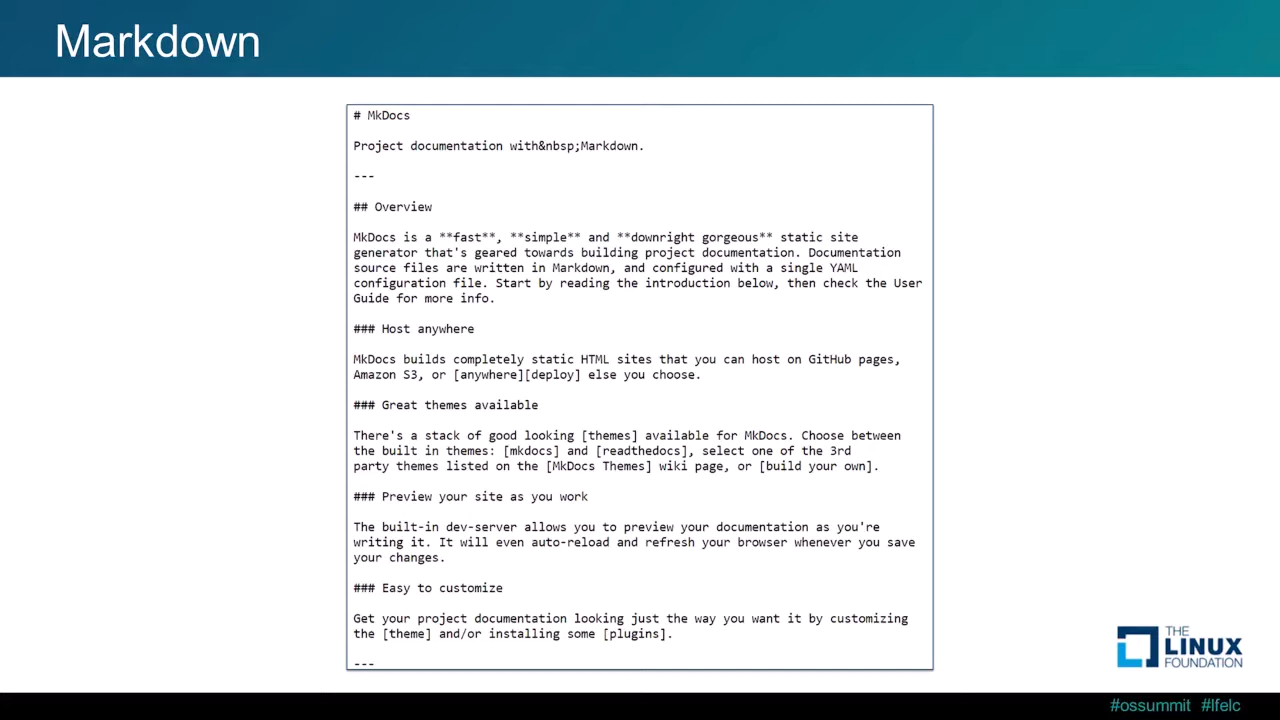 Markdown
# MkDocs
Project documentation with&nbsp;Markdown.
---
## Overview
MkDocs is a **fast**, **simple** and **downright gorgeous** static site
generator that's geared towards building project documentation. Documentation
source files are written in Markdown, and configured with a single YAML
configuration file. Start by reading the introduction below, then check the User
Guide for more info.
### Host anywhere
MkDocs builds completely static HTML sites that you can host on GitHub pages,
Amazon S3, or [anywhere][deploy] else you choose.
### Great themes available
There's a stack of good looking [themes] available for MkDocs. Choose between
the built in themes: [mkdocs] and [readthedocs], select one of the 3rd
party themes listed on the [MkDocs Themes] wiki page, or [build your own].
### Preview your site as you work
The built-in dev-server allows you to preview your documentation as you're
writing it. It will even auto-reload and refresh your browser whenever you save
your changes.
### Easy to customize
Get your project documentation looking just the way you want it by customizing
the [theme] and/or installing some [plugins].
---
THE
LINUX
FOUNDATION
#ossummit #lfelc